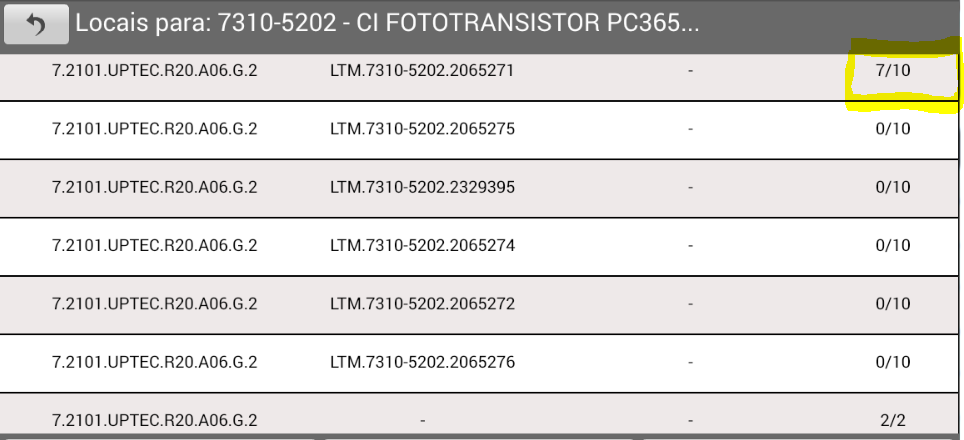 Locais para: 7310-5202 - CI FOTOTRANSISTOR PC365...
7.2101.UPTEC.R20.A06.G.2 LTM.7310-5202.2065271 - 7/10
7.2101.UPTEC.R20.A06.G.2 LTM.7310-5202.2065275 - 0/10
7.2101.UPTEC.R20.A06.G.2 LTM.7310-5202.2329395 - 0/10
7.2101.UPTEC.R20.A06.G.2 LTM.7310-5202.2065274 - 0/10
7.2101.UPTEC.R20.A06.G.2 LTM.7310-5202.2065272 - 0/10
7.2101.UPTEC.R20.A06.G.2 LTM.7310-5202.2065276 - 0/10
7.2101.UPTEC.R20.A06.G.2 - - 2/2